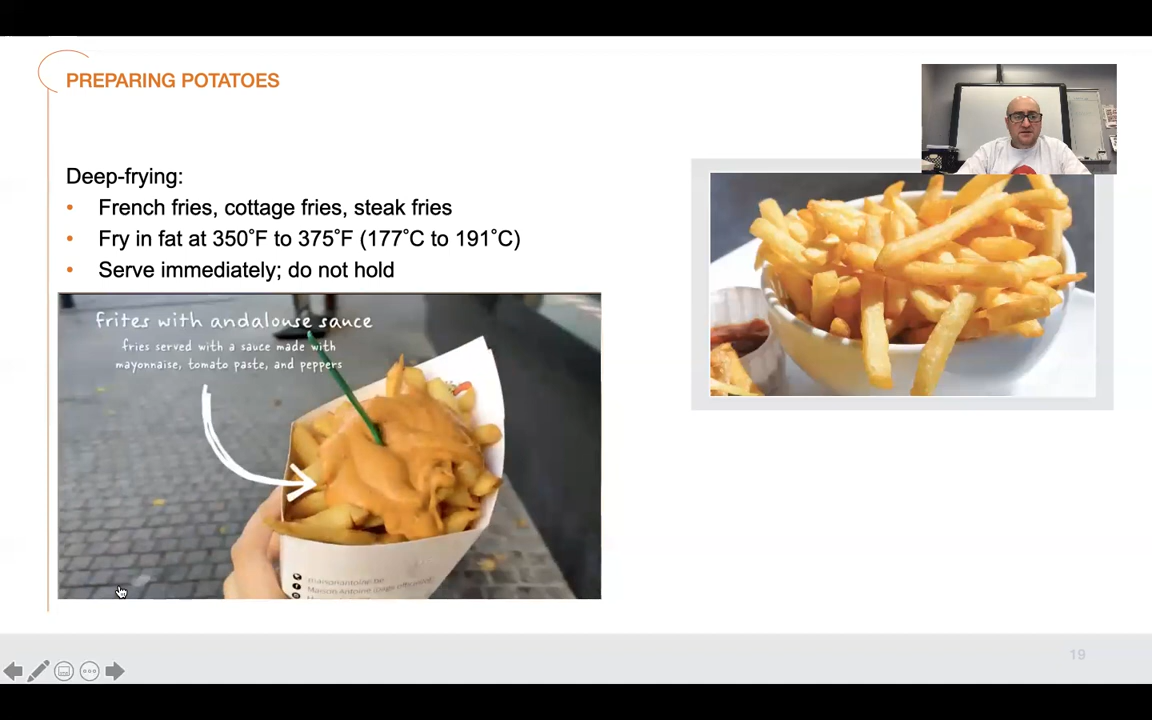 PREPARING POTATOES
Deep-frying:
• French fries, cottage fries, steak fries
• Fry in fat at 350˚F to 375˚F (177˚C to 191˚C)
• Serve immediately; do not hold
frites with andalouse sauce
fries served with a sauce made with
mayonnaise, tomato paste, and peppers
Maison Antoine
19